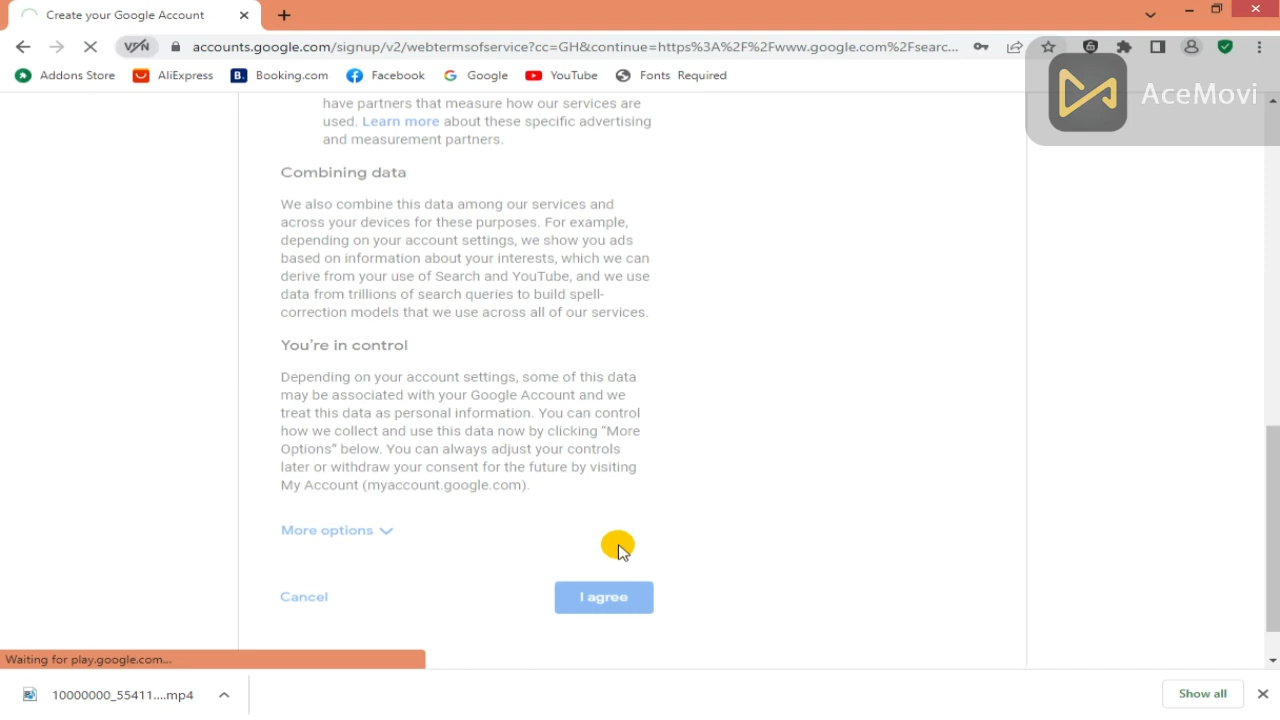 Create your Google Account
VPN
accounts.google.com/signup/v2/webtermsofservice?cc=GH&continue=https%3A%2F%2Fwww.google.com%2Fsearc...
Addons Store
AliExpress
B. Booking.com
Facebook
G Google
YouTube
Fonts Required
AceMovi
have partners that measure how our services are
used. Learn more about these specific advertising
and measurement partners.
Combining data
We also combine this data among our services and
across your devices for these purposes. For example,
depending on your account settings, we show you ads
based on information about your interests, which we can
derive from your use of Search and YouTube, and we use
data from trillions of search queries to build spell-
correction models that we use across all of our services.
You're in control
Depending on your account settings, some of this data
may be associated with your Google Account and we
treat this data as personal information. You can control
how we collect and use this data now by clicking "More
Options" below. You can always adjust your controls
later or withdraw your consent for the future by visiting
My Account (myaccount.google.com).
More options
Cancel
I agree
Waiting for play.google.com...
10000000_55411....mp4
Show all